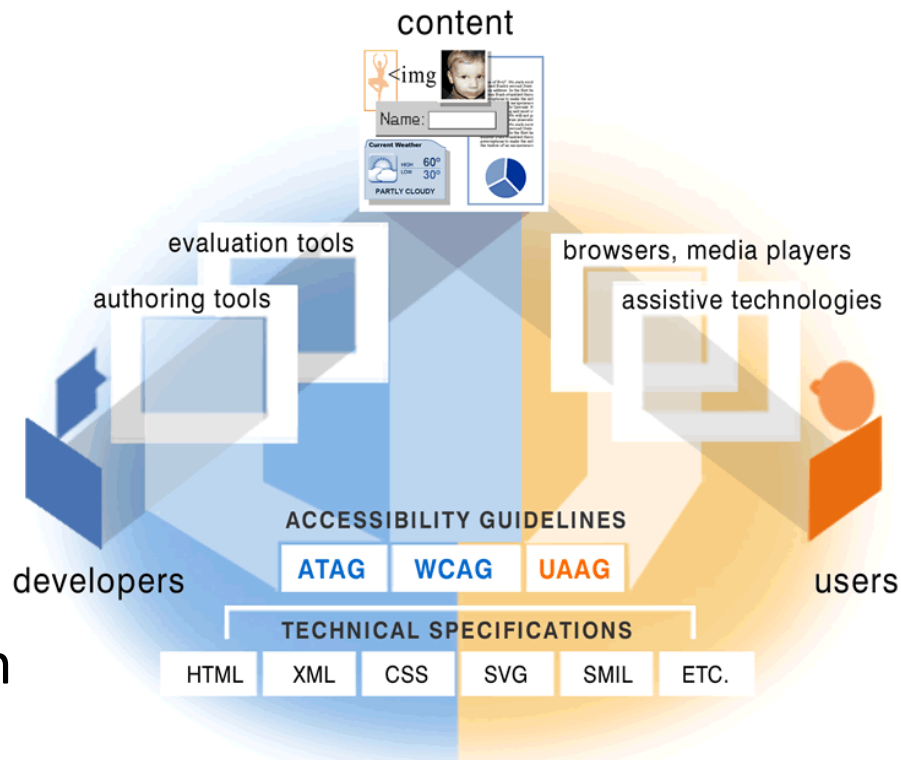 content
<img
Name:
Current Weather
HIGH 60°
LOW 30°
PARTLY CLOUDY
evaluation tools
authoring tools
browsers, media players
assistive technologies
developers
users
ACCESSIBILITY GUIDELINES
ATAG WCAG UAAG
TECHNICAL SPECIFICATIONS
n
HTML XML CSS SVG SMIL ETC.